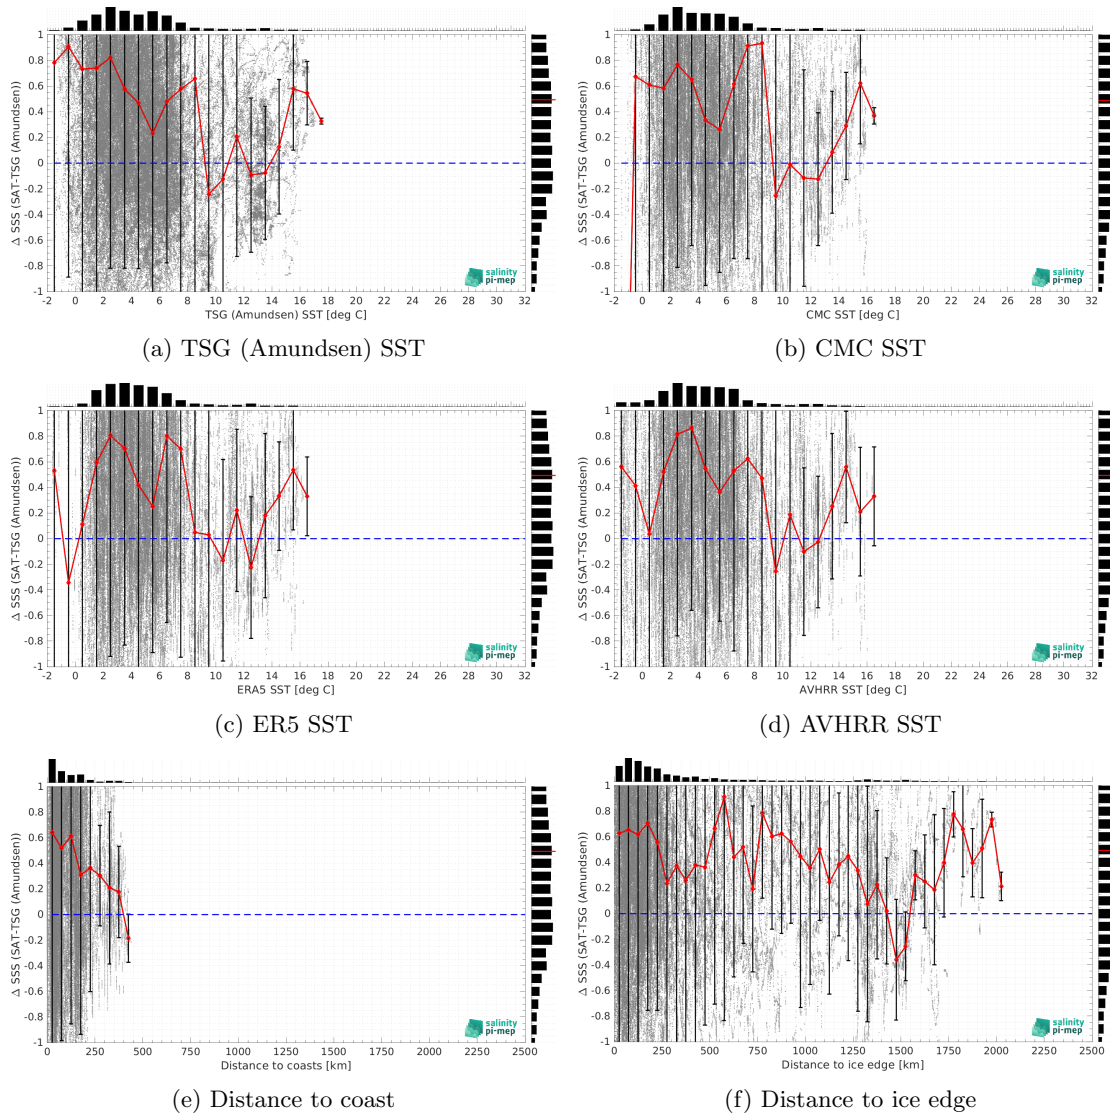 1
0.8
0.6
0.4
0.2
0
-0.2
-0.4
-0.6
-0.8
-1
Δ SSS (SAT-TSG (Amundsen))
salinity
pi-mep
-2 0 2 4 6 8 10 12 14 16 18 20 22 24 26 28 30 32
TSG (Amundsen) SST [deg C]
(a) TSG (Amundsen) SST
1
0.8
0.6
0.4
0.2
0
-0.2
-0.4
-0.6
-0.8
-1
Δ SSS (SAT-TSG (Amundsen))
salinity
pi-mep
-2 0 2 4 6 8 10 12 14 16 18 20 22 24 26 28 30 32
CMC SST [deg C]
(b) CMC SST
1
0.8
0.6
0.4
0.2
0
-0.2
-0.4
-0.6
-0.8
-1
Δ SSS (SAT-TSG (Amundsen))
salinity
pi-mep
-2 0 2 4 6 8 10 12 14 16 18 20 22 24 26 28 30 32
ERA5 SST [deg C]
(c) ER5 SST
1
0.8
0.6
0.4
0.2
0
-0.2
-0.4
-0.6
-0.8
-1
Δ SSS (SAT-TSG (Amundsen))
salinity
pi-mep
-2 0 2 4 6 8 10 12 14 16 18 20 22 24 26 28 30 32
AVHRR SST [deg C]
(d) AVHRR SST
1
0.8
0.6
0.4
0.2
0
-0.2
-0.4
-0.6
-0.8
-1
Δ SSS (SAT-TSG (Amundsen))
salinity
pi-mep
0 250 500 750 1000 1250 1500 1750 2000 2250 2500
Distance to coasts [km]
(e) Distance to coast
1
0.8
0.6
0.4
0.2
0
-0.2
-0.4
-0.6
-0.8
-1
Δ SSS (SAT-TSG (Amundsen))
salinity
pi-mep
0 250 500 750 1000 1250 1500 1750 2000 2250 2500
Distance to ice edge [km]
(f) Distance to ice edge